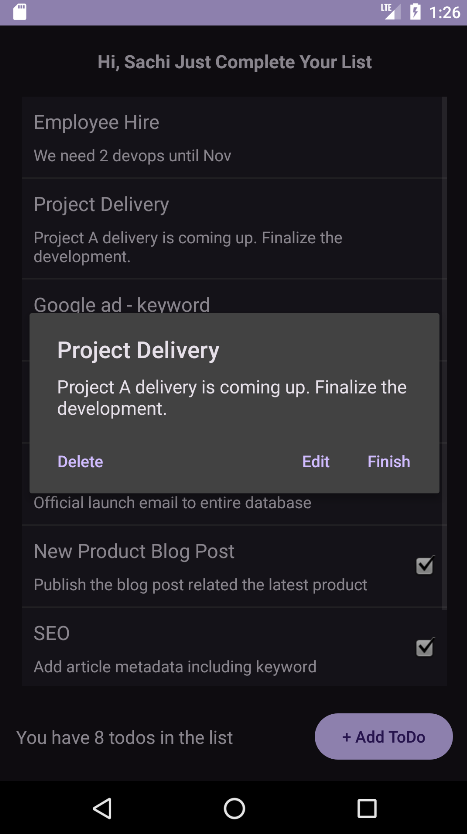 LTE 1:26
Hi, Sachi Just Complete Your List
Employee Hire
We need 2 devops until Nov
Project Delivery
Project A delivery is coming up. Finalize the
development.
Google ad - keyword
Project Delivery
Project A delivery is coming up. Finalize the
development.
Delete Edit Finish
Official launch email to entire database
New Product Blog Post
Publish the blog post related the latest product
SEO
Add article metadata including keyword
You have 8 todos in the list + Add ToDo